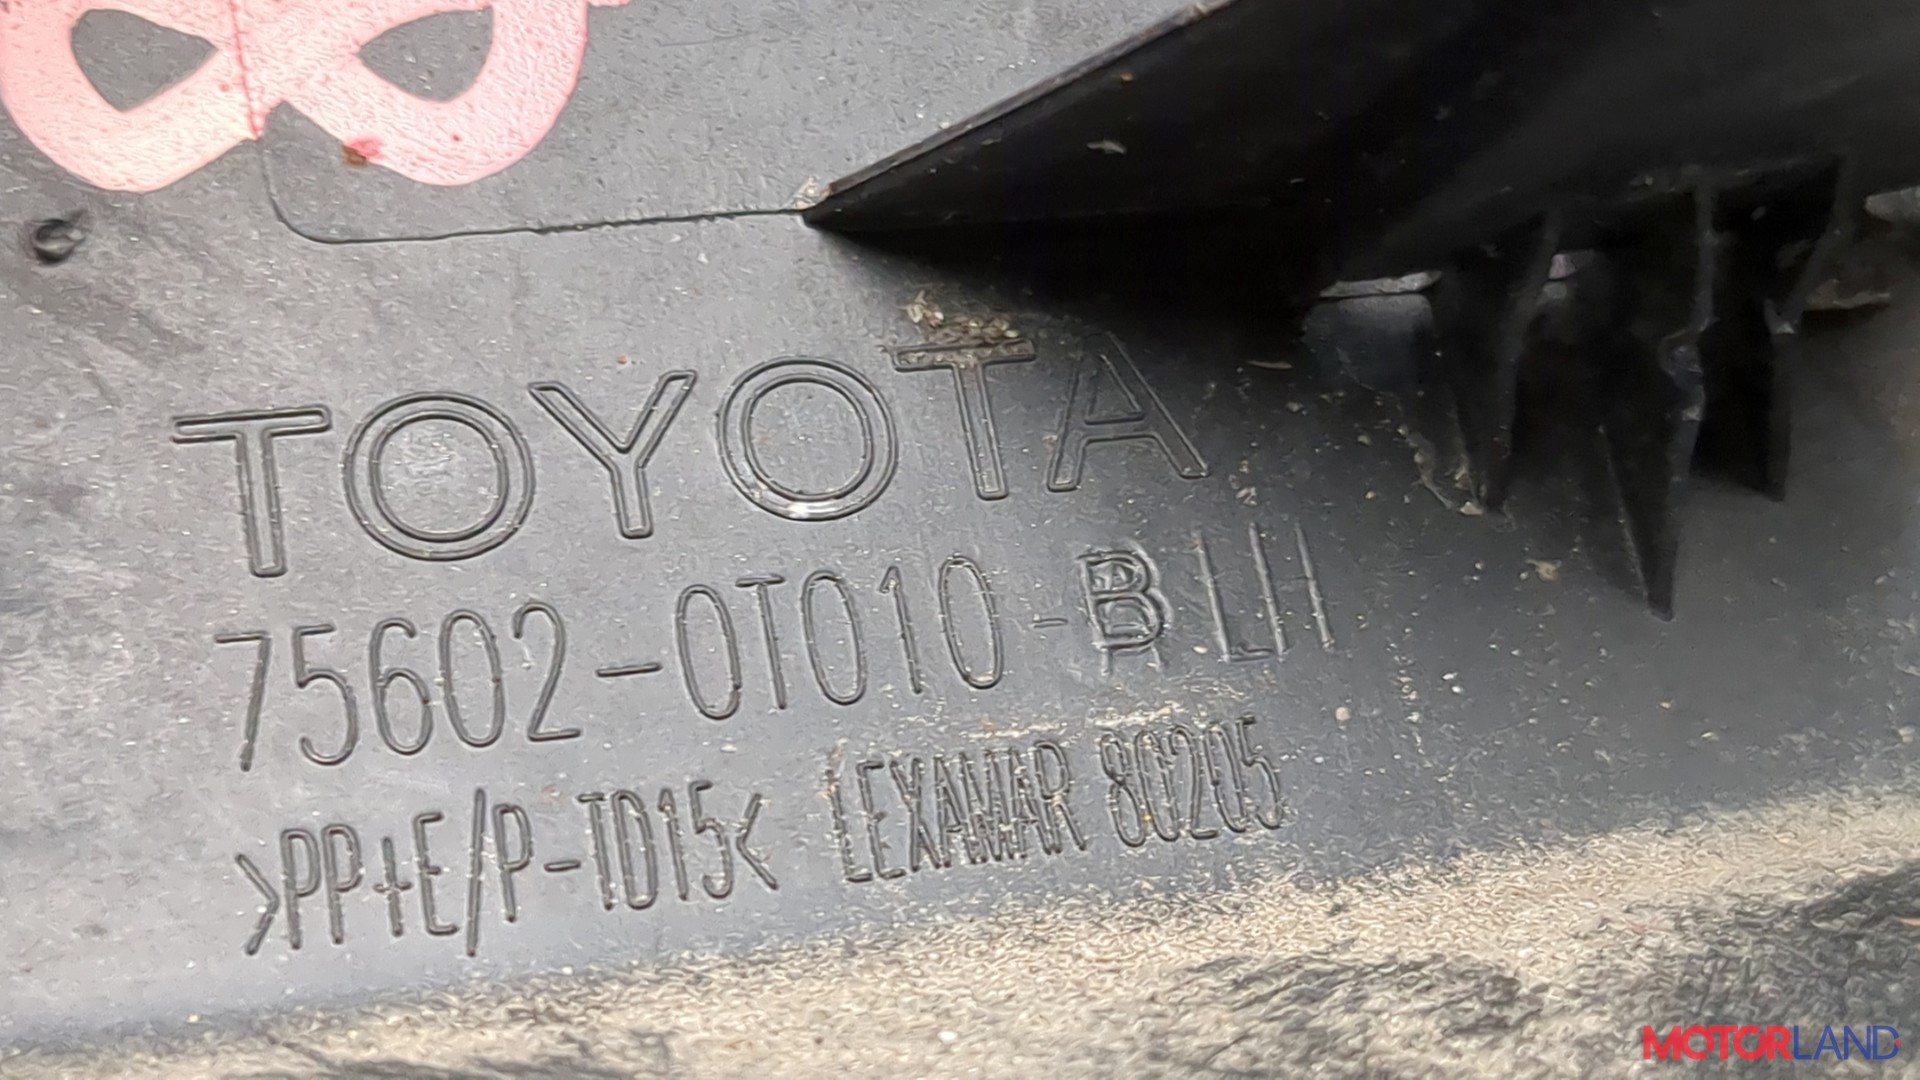 TOYOTA
75602-0T010-B LH
>PP+E/P-TD15< LEXAMAR 80205
MOTORLAND